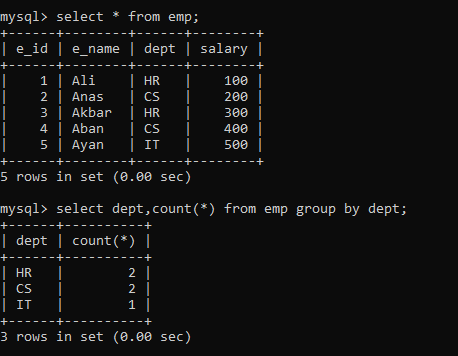 mysql> select * from emp;
+------+--------+------+--------+
| e_id | e_name | dept | salary |
+------+--------+------+--------+
|    1 | Ali    | HR   |    100 |
|    2 | Anas   | CS   |    200 |
|    3 | Akbar  | HR   |    300 |
|    4 | Aban   | CS   |    400 |
|    5 | Ayan   | IT   |    500 |
+------+--------+------+--------+
5 rows in set (0.00 sec)

mysql> select dept,count(*) from emp group by dept;
+------+----------+
| dept | count(*) |
+------+----------+
| HR   |        2 |
| CS   |        2 |
| IT   |        1 |
+------+----------+
3 rows in set (0.00 sec)